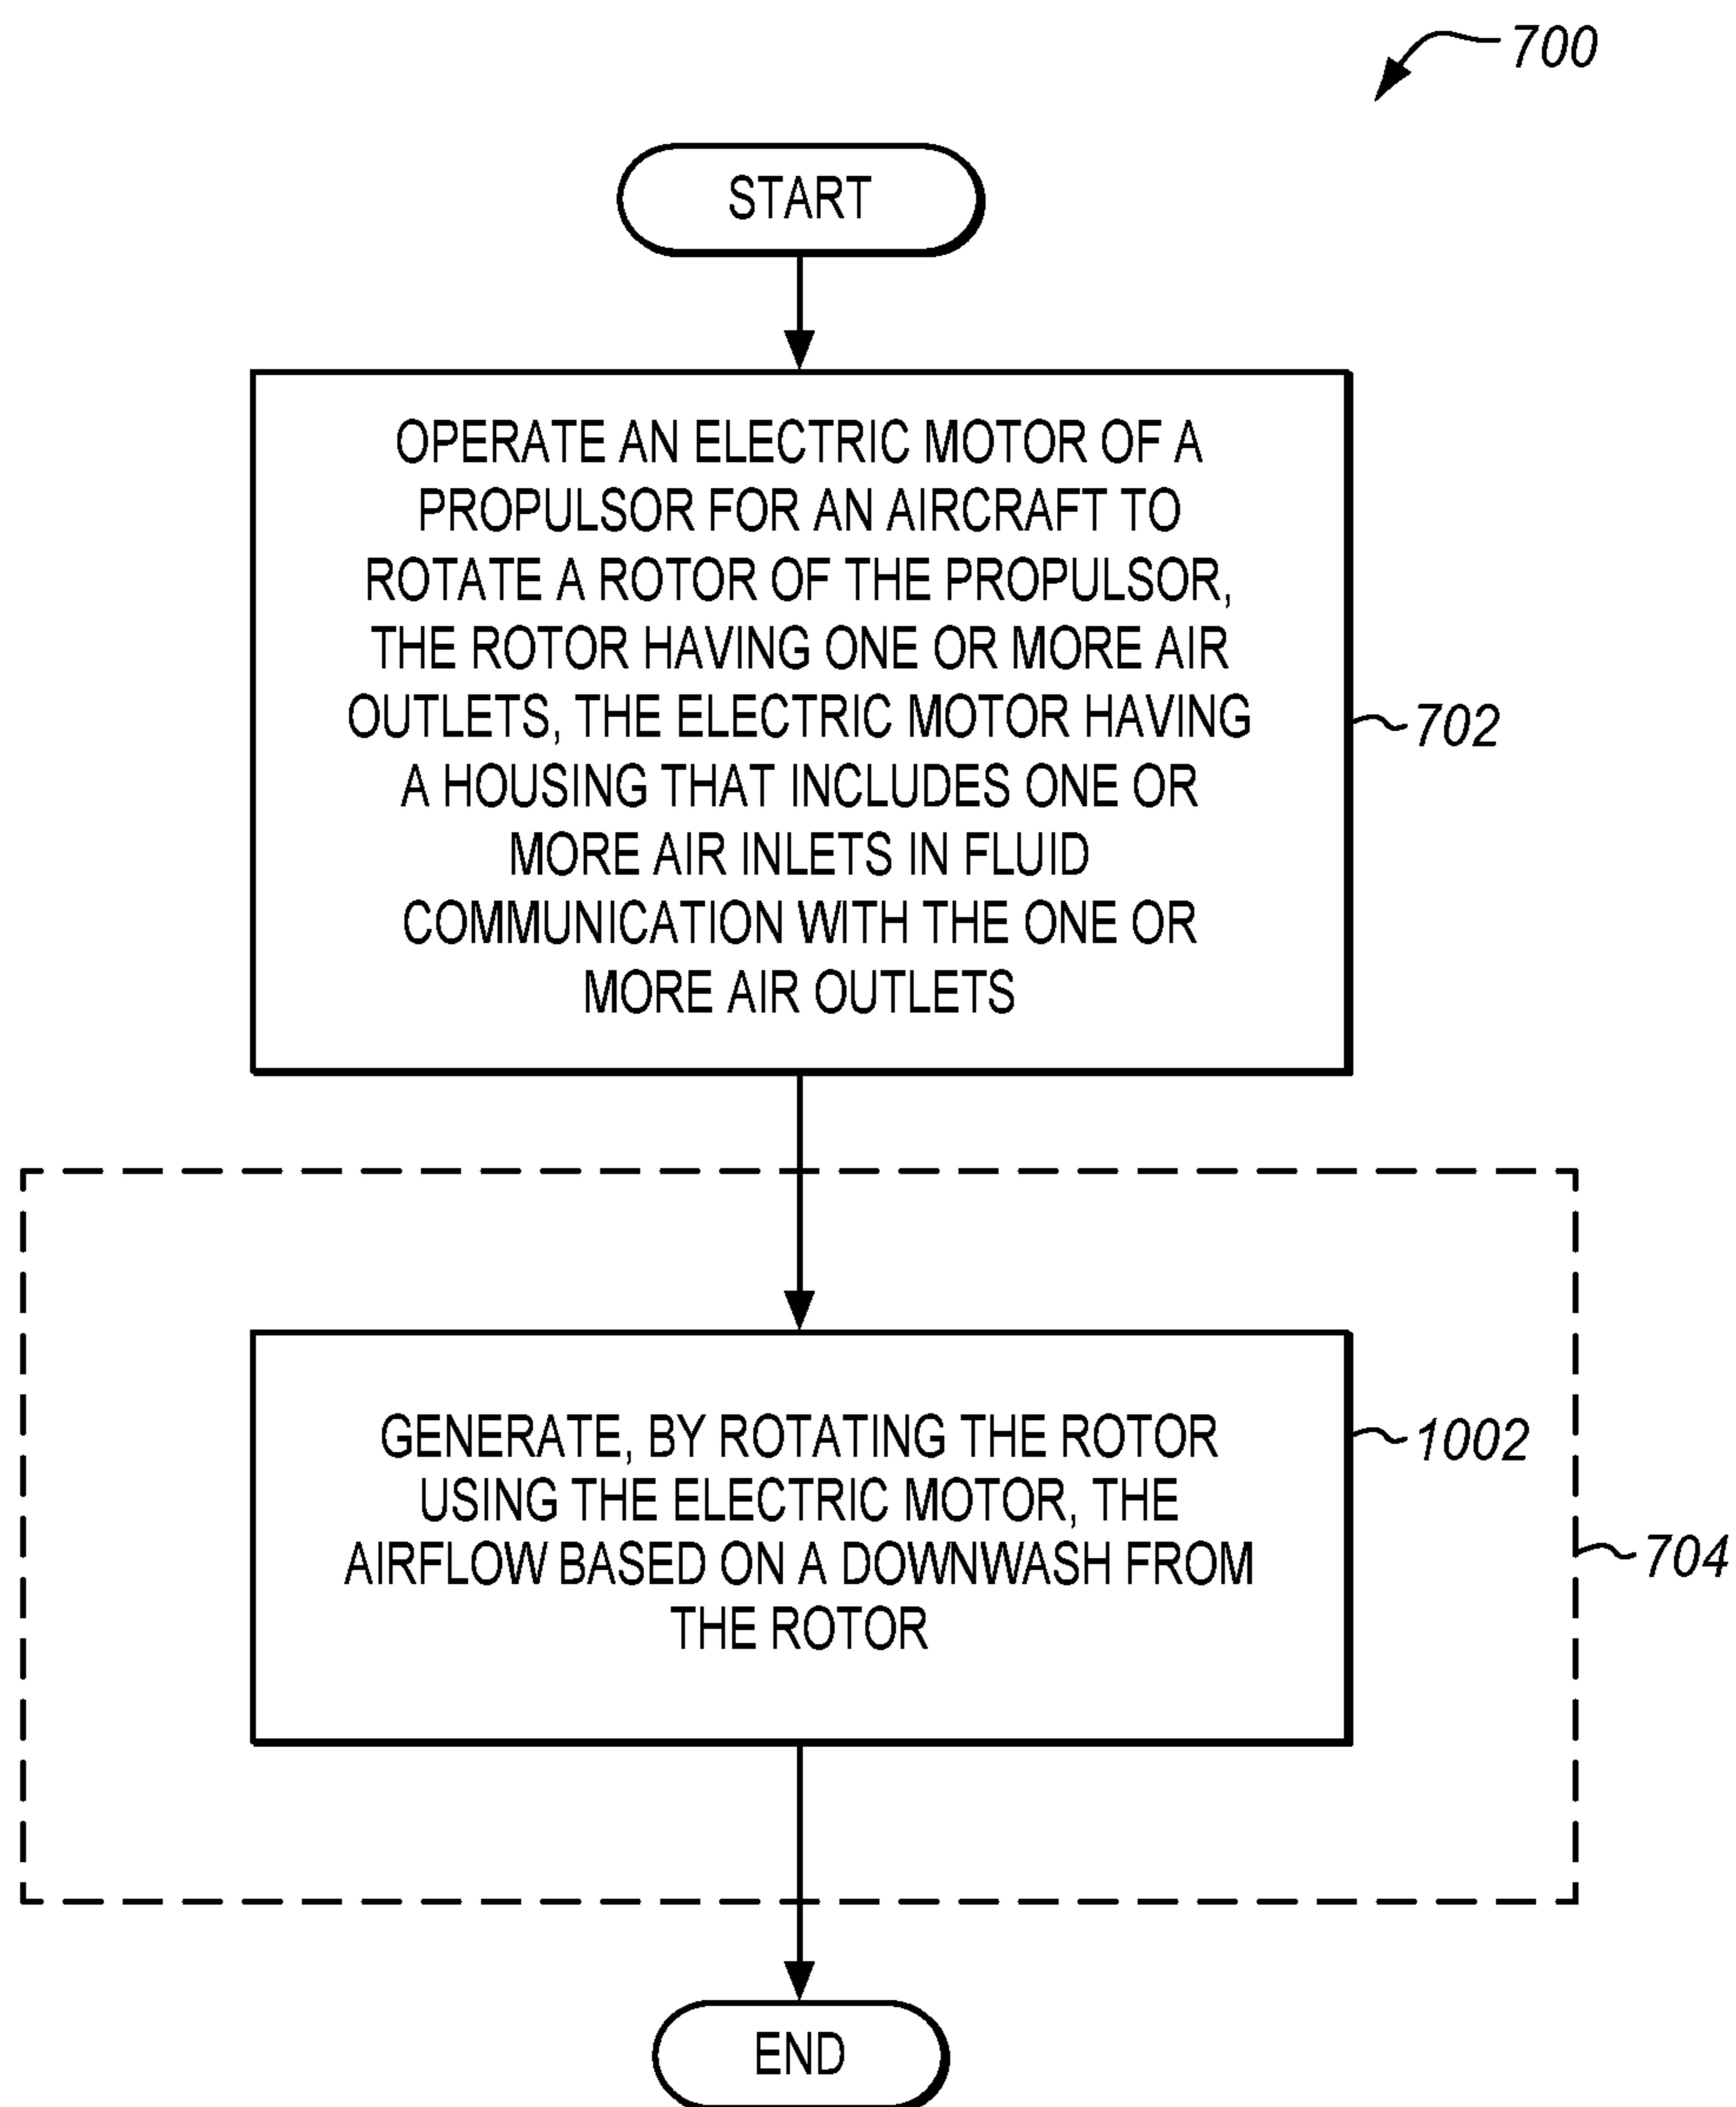 700
START
OPERATE AN ELECTRIC MOTOR OF A
PROPULSOR FOR AN AIRCRAFT TO
ROTATE A ROTOR OF THE PROPULSOR,
THE ROTOR HAVING ONE OR MORE AIR
OUTLETS, THE ELECTRIC MOTOR HAVING
A HOUSING THAT INCLUDES ONE OR
MORE AIR INLETS IN FLUID
COMMUNICATION WITH THE ONE OR
MORE AIR OUTLETS
702
GENERATE, BY ROTATING THE ROTOR
USING THE ELECTRIC MOTOR, THE
AIRFLOW BASED ON A DOWNWASH FROM
THE ROTOR
1002
704
END